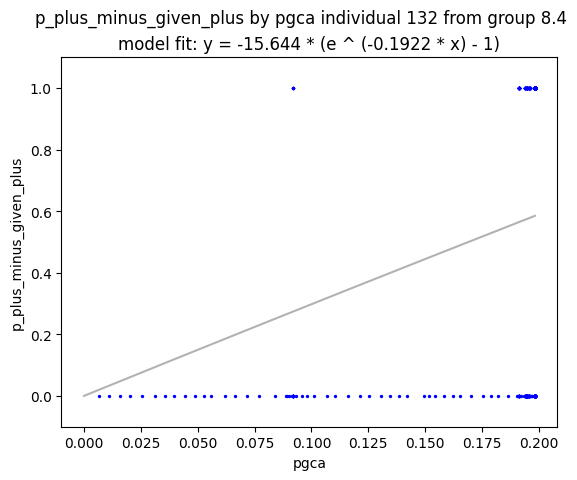 p_plus_minus_given_plus by pgca individual 132 from group 8.4
model fit: y = -15.644 * (e ^ (-0.1922 * x) - 1)
1.0
0.8
0.6
0.4
0.2
0.0
p_plus_minus_given_plus
0.000 0.025 0.050 0.075 0.100 0.125 0.150 0.175 0.200
pgca